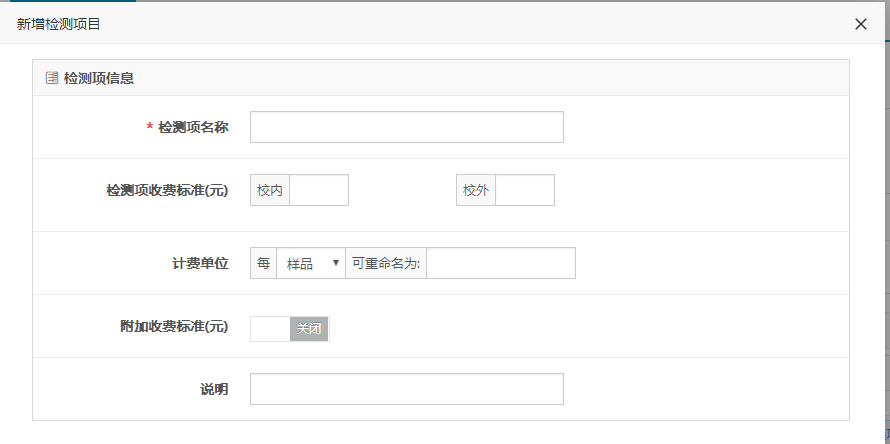 新增检测项目
检测项信息
* 检测项名称
检测项收费标准(元) 校内 校外
计费单位 每 样品 可重命名为:
附加收费标准(元) 关闭
说明